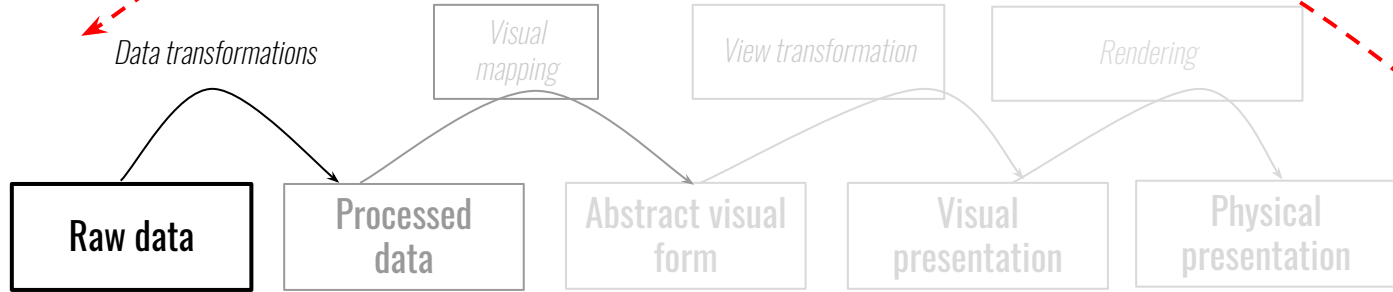 Data transformations
Visual
mapping
View transformation
Rendering
Raw data
Processed
data
Abstract visual
form
Visual
presentation
Physical
presentation